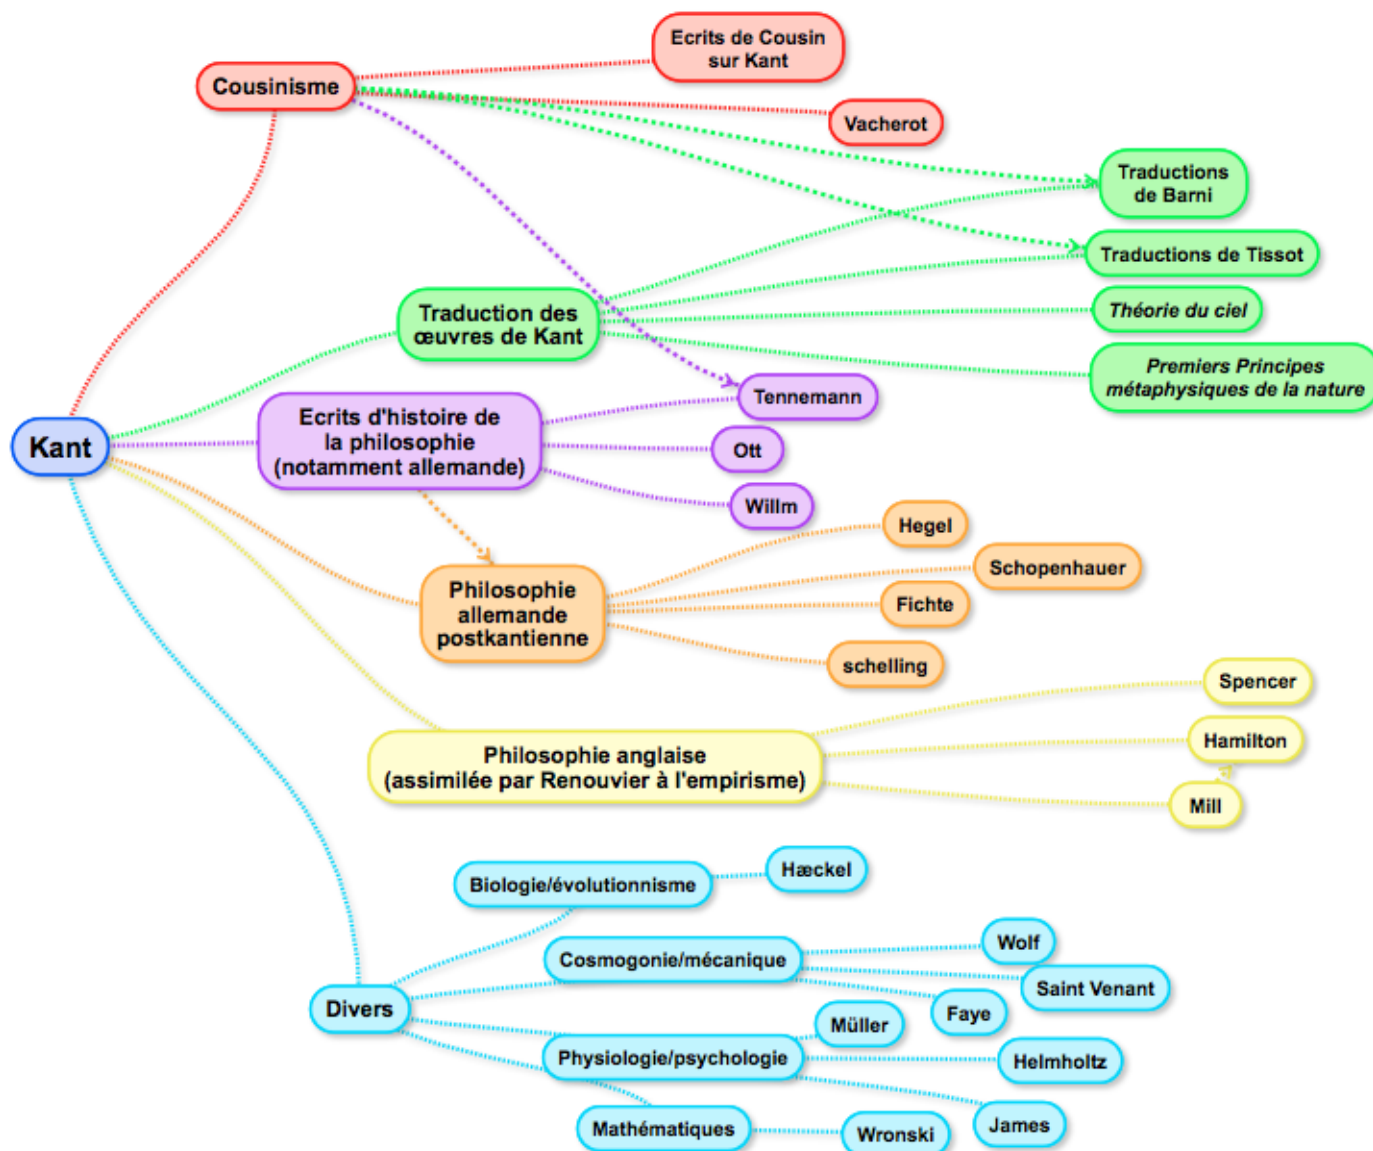 Ecrits de Cousin
sur Kant
Cousinisme
Vacherot
Traductions
de Barni
Traductions de Tissot
Traduction des
œuvres de Kant
Théorie du ciel
Premiers Principes
métaphysiques de la nature
Tennemann
Ecrits d'histoire de
la philosophie
(notamment allemande)
Kant
Ott
Willm
Hegel
Schopenhauer
Philosophie
allemande
postkantienne
Fichte
schelling
Spencer
Hamilton
Philosophie anglaise
(assimilée par Renouvier à l'empirisme)
Mill
Hæckel
Biologie/évolutionnisme
Wolf
Cosmogonie/mécanique
Saint Venant
Divers
Faye
Müller
Physiologie/psychologie
Helmholtz
James
Mathématiques
Wronski